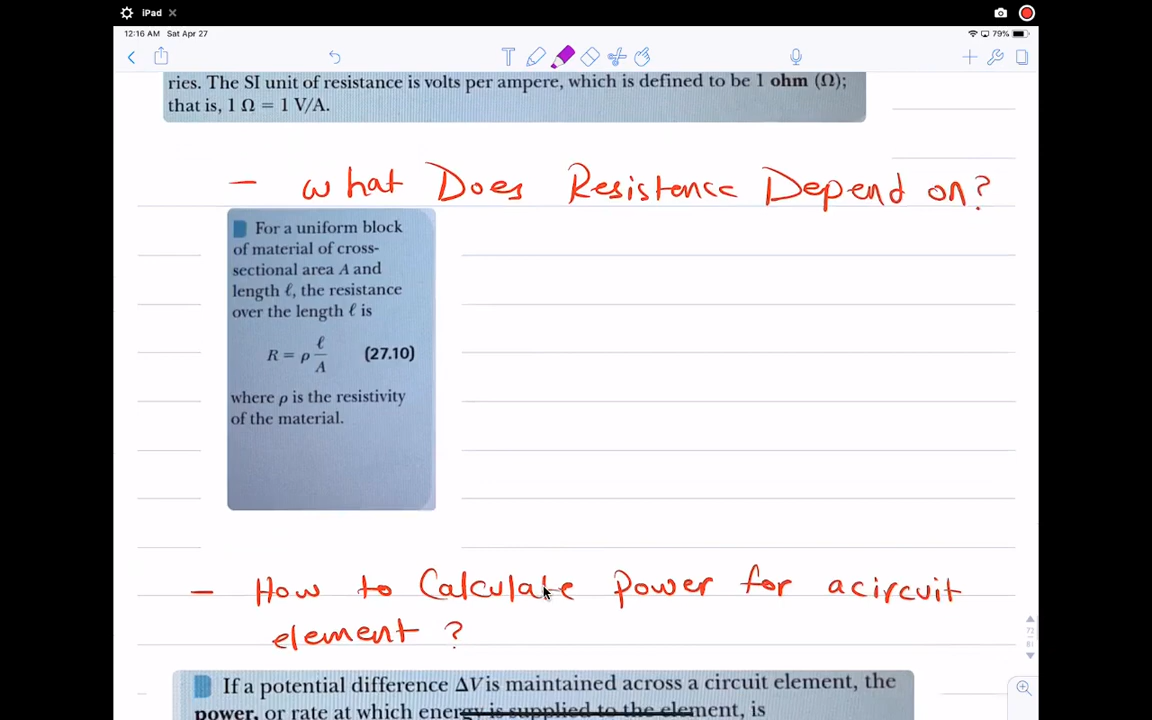 iPad
12:16 AM Sat Apr 27
79%
ries. The SI unit of resistance is volts per ampere, which is defined to be 1 ohm (Ω);
that is, 1 Ω = 1 V/A.
- what Does Resistence Depend on?
For a uniform block
of material of cross-
sectional area A and
length ℓ, the resistance
over the length ℓ is
R = ρ ℓ/A (27.10)
where ρ is the resistivity
of the material.
- How to Calculate power for acircuit
element ?
72
81
If a potential difference ΔV is maintained across a circuit element, the
power, or rate at which energy is supplied to the element, is